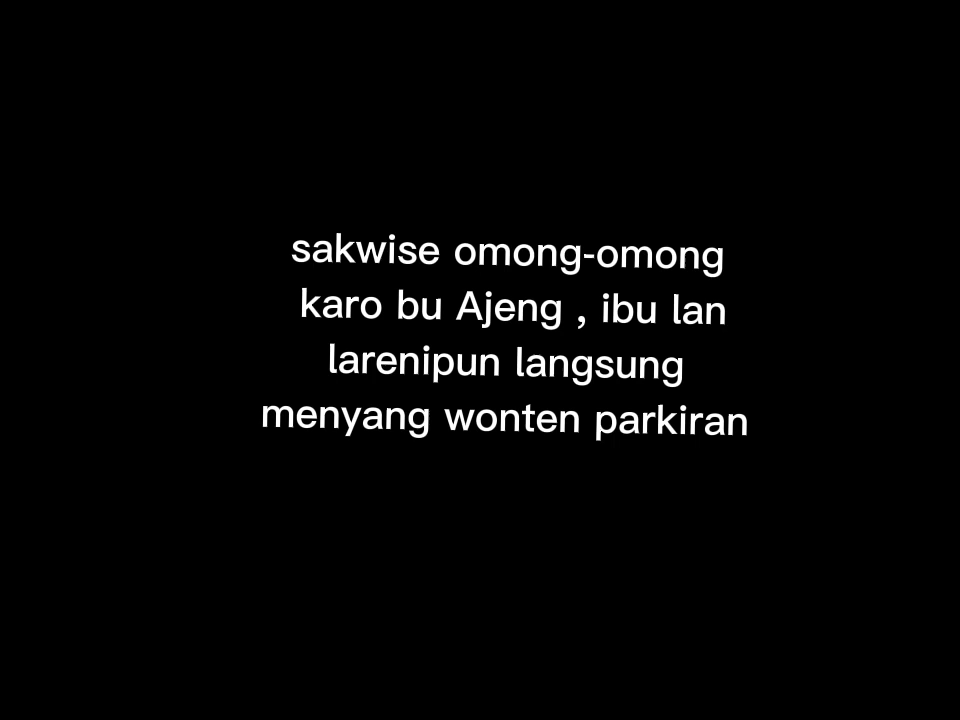 sakwise omong-omong
karo bu Ajeng , ibu lan
larenipun langsung
menyang wonten parkiran